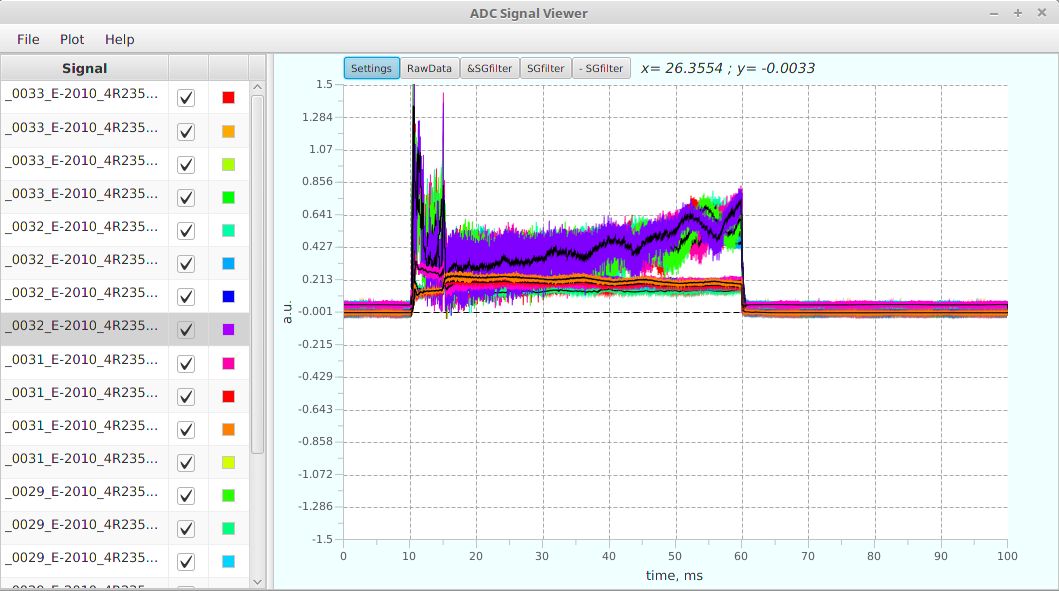 ADC Signal Viewer
File Plot Help
Signal
_0033_E-2010_4R235...
_0033_E-2010_4R235...
_0033_E-2010_4R235...
_0033_E-2010_4R235...
_0032_E-2010_4R235...
_0032_E-2010_4R235...
_0032_E-2010_4R235...
_0032_E-2010_4R235...
_0031_E-2010_4R235...
_0031_E-2010_4R235...
_0031_E-2010_4R235...
_0031_E-2010_4R235...
_0029_E-2010_4R235...
_0029_E-2010_4R235...
_0029_E-2010_4R235...
Settings RawData &SGfilter SGfilter - SGfilter x= 26.3554 ; y= -0.0033
1.5
1.284
1.07
0.856
0.641
0.427
0.213
-0.001
-0.215
-0.429
-0.643
-0.858
-1.072
-1.286
-1.5
a.u.
0 10 20 30 40 50 60 70 80 90 100
time, ms